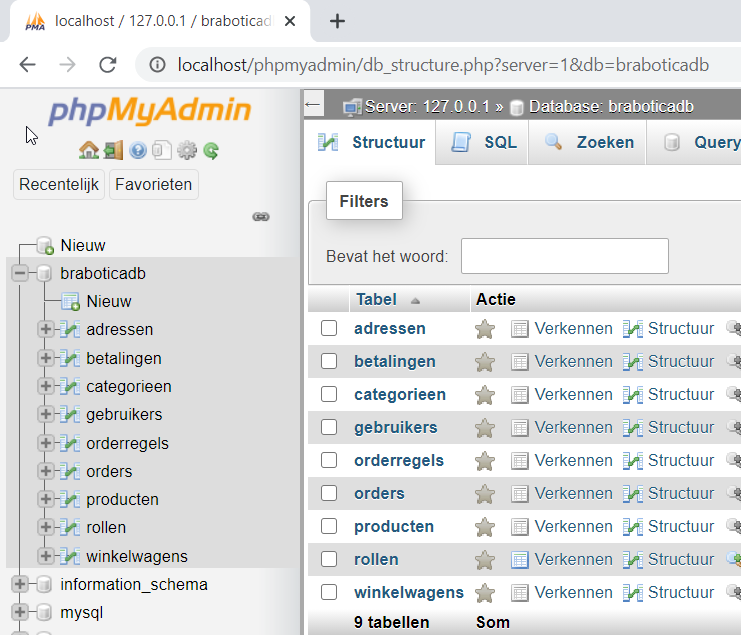 localhost / 127.0.0.1 / braboticadb
localhost/phpmyadmin/db_structure.php?server=1&db=braboticadb
phpMyAdmin
Recentelijk Favorieten
Nieuw
braboticadb
Nieuw
adressen
betalingen
categorieen
gebruikers
orderregels
orders
producten
rollen
winkelwagens
information_schema
mysql
Server: 127.0.0.1 » Database: braboticadb
Structuur SQL Zoeken Query
Filters
Bevat het woord:
Tabel Actie
adressen Verkennen Structuur
betalingen Verkennen Structuur
categorieen Verkennen Structuur
gebruikers Verkennen Structuur
orderregels Verkennen Structuur
orders Verkennen Structuur
producten Verkennen Structuur
rollen Verkennen Structuur
winkelwagens Verkennen Structuur
9 tabellen Som